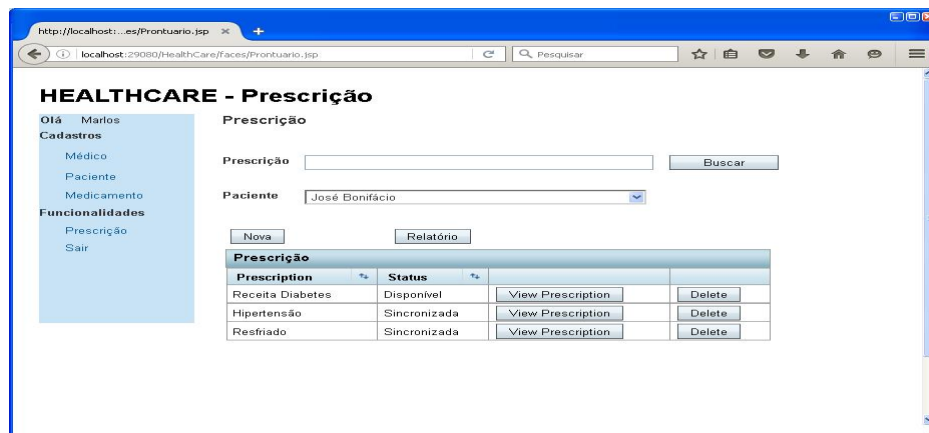 http://localhost:...es/Prontuario.jsp
localhost:29080/HealthCare/faces/Prontuario.jsp
Pesquisar
HEALTHCARE - Prescrição
Olá Marlos
Cadastros
Médico
Paciente
Medicamento
Funcionalidades
Prescrição
Sair
Prescrição
Prescrição
Buscar
Paciente
José Bonifácio
Nova
Relatório
Prescrição
Prescription Status
Receita Diabetes Disponível View Prescription Delete
Hipertensão Sincronizada View Prescription Delete
Resfriado Sincronizada View Prescription Delete